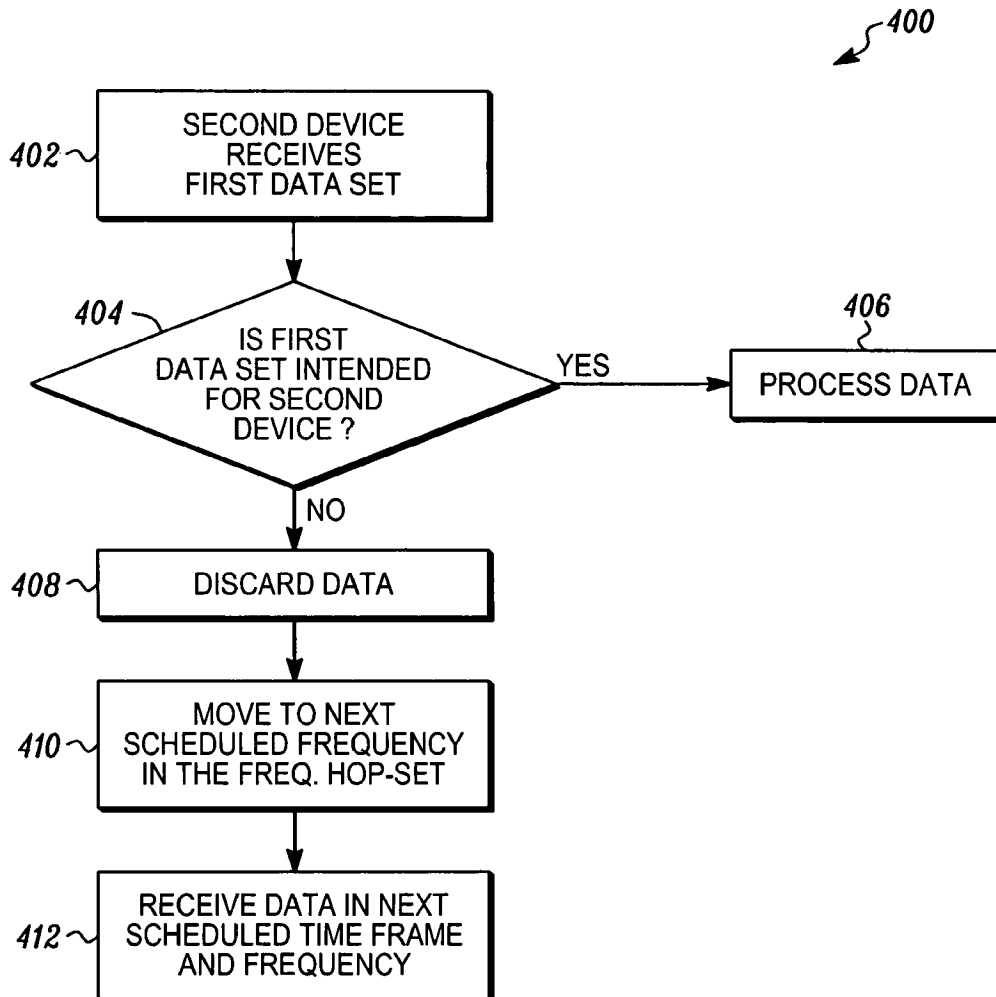 400
402
SECOND DEVICE
RECEIVES
FIRST DATA SET
404
IS FIRST
DATA SET INTENDED
FOR SECOND
DEVICE ?
YES
406
PROCESS DATA
NO
408
DISCARD DATA
410
MOVE TO NEXT
SCHEDULED FREQUENCY
IN THE FREQ. HOP-SET
412
RECEIVE DATA IN NEXT
SCHEDULED TIME FRAME
AND FREQUENCY